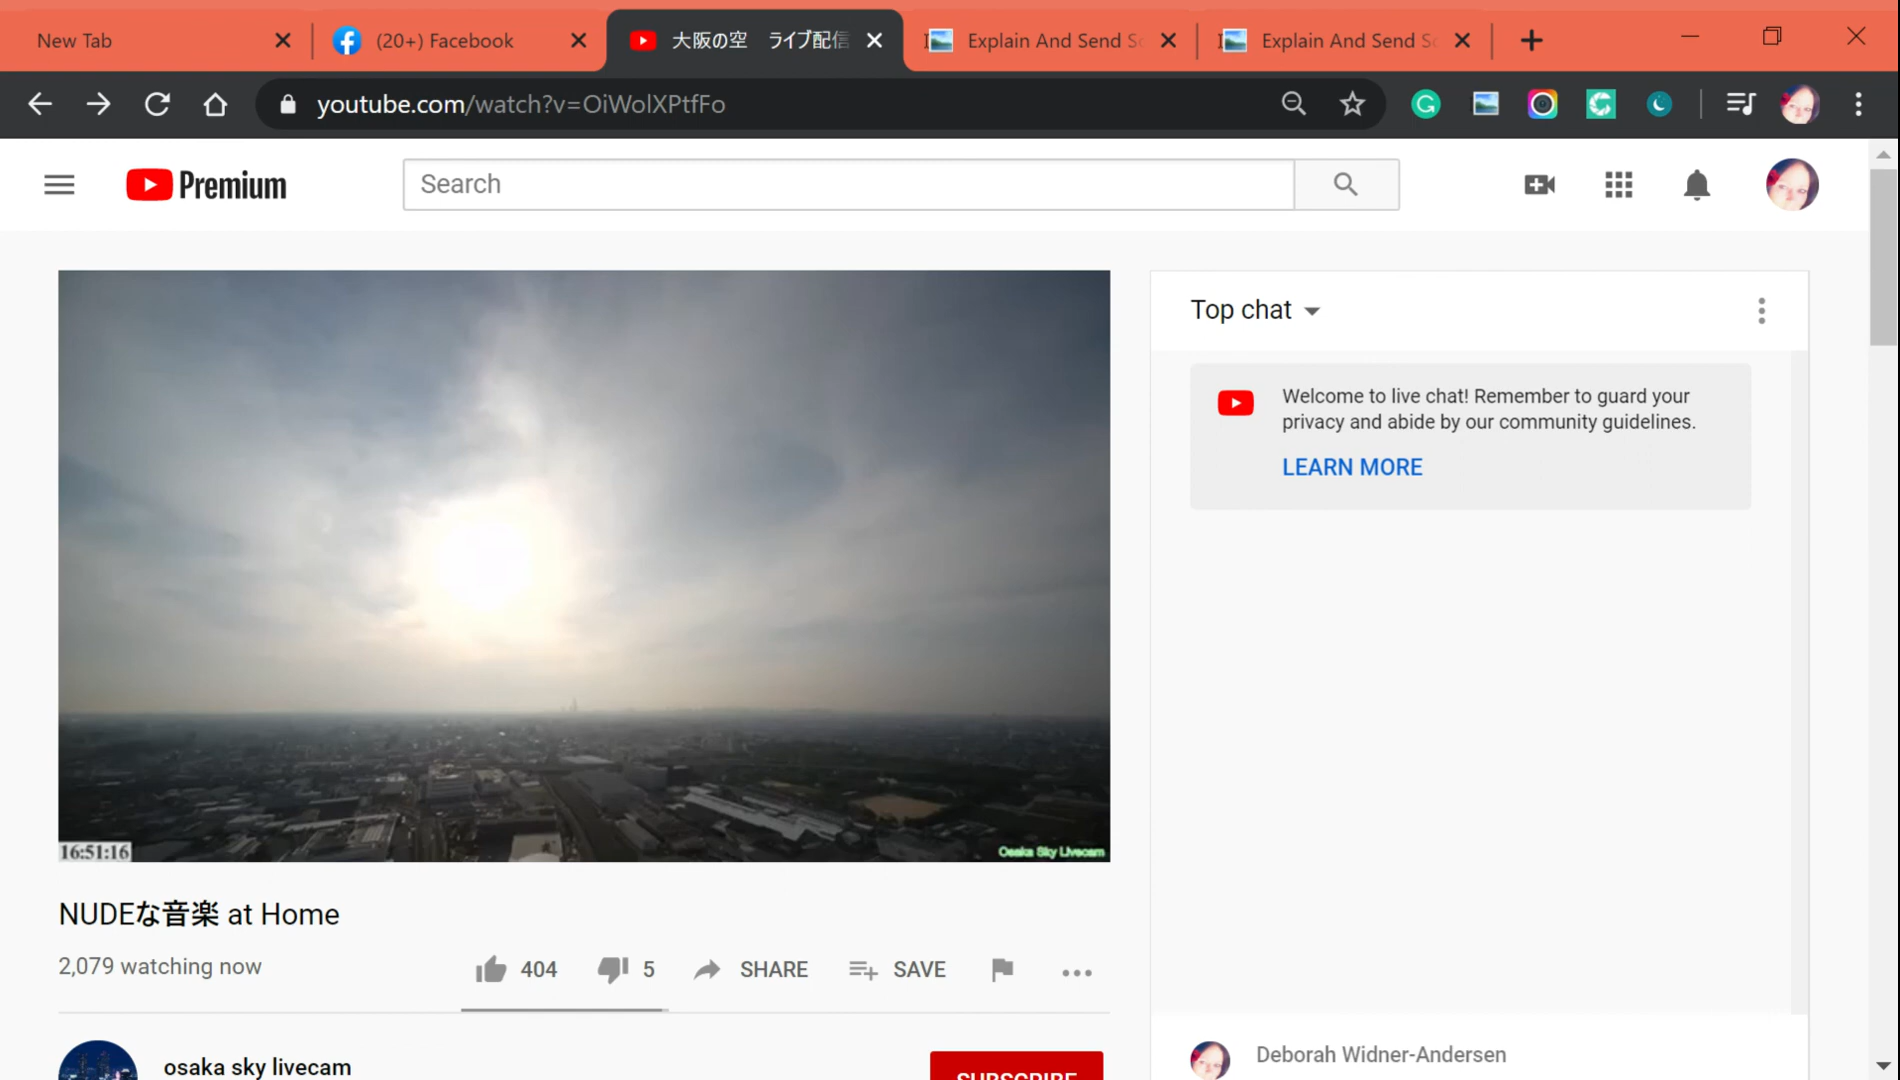 New Tab
(20+) Facebook
大阪の空 ライブ配信
Explain And Send Sc
Explain And Send Sc
youtube.com/watch?v=OiWolXPtfFo
Premium
Search
Top chat
Welcome to live chat! Remember to guard your
privacy and abide by our community guidelines.
LEARN MORE
16:51:16
Osaka Sky Livecam
NUDEな音楽 at Home
2,079 watching now
404
5
SHARE
SAVE
osaka sky livecam
SUBSCRIBE
Deborah Widner-Andersen